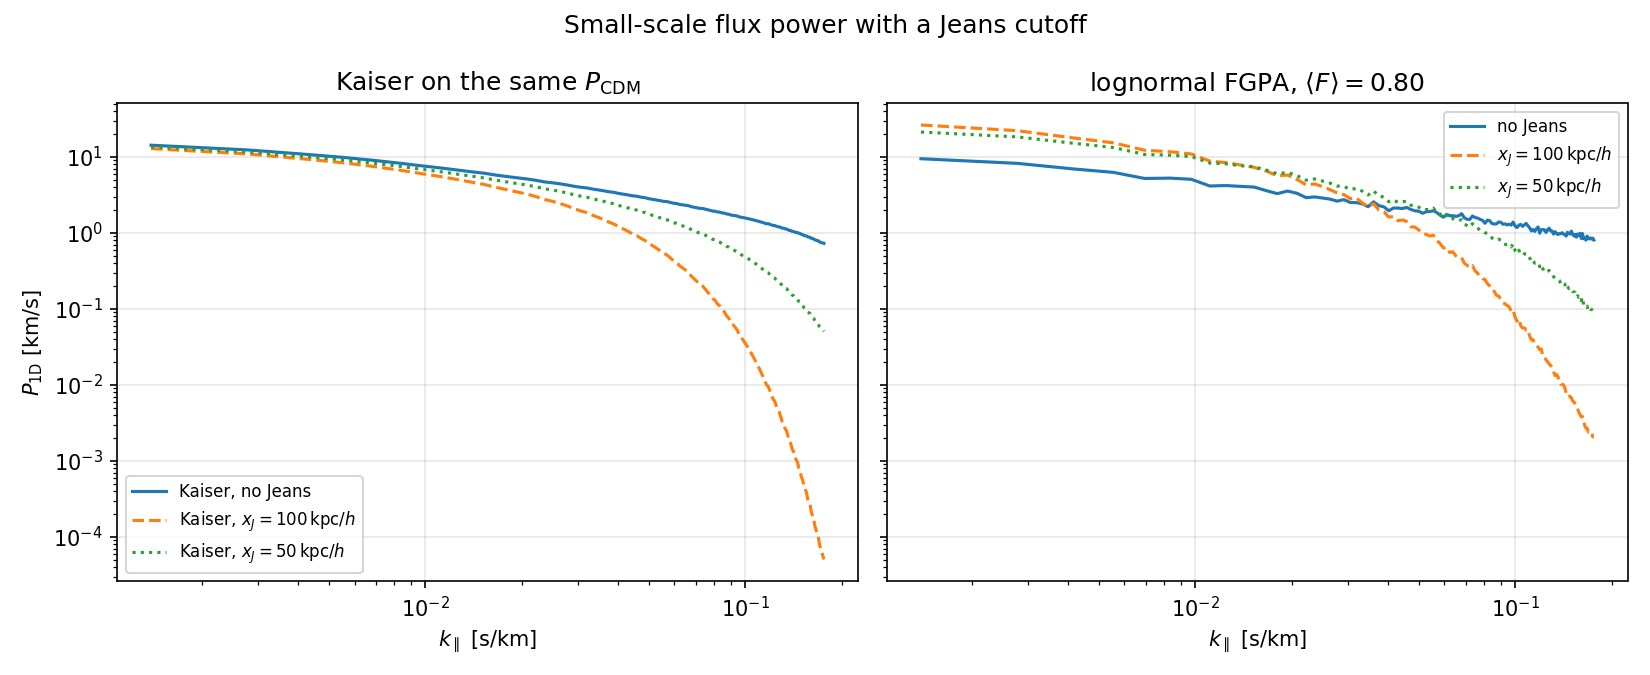 Small-scale flux power with a Jeans cutoff
Kaiser on the same P_CDM
P_1D [km/s]
10^1
10^0
10^-1
10^-2
10^-3
10^-4
Kaiser, no Jeans
Kaiser, x_J = 100 kpc/h
Kaiser, x_J = 50 kpc/h
10^-2
10^-1
k_∥ [s/km]
lognormal FGPA, ⟨F⟩ = 0.80
no Jeans
x_J = 100 kpc/h
x_J = 50 kpc/h
10^-2
10^-1
k_∥ [s/km]